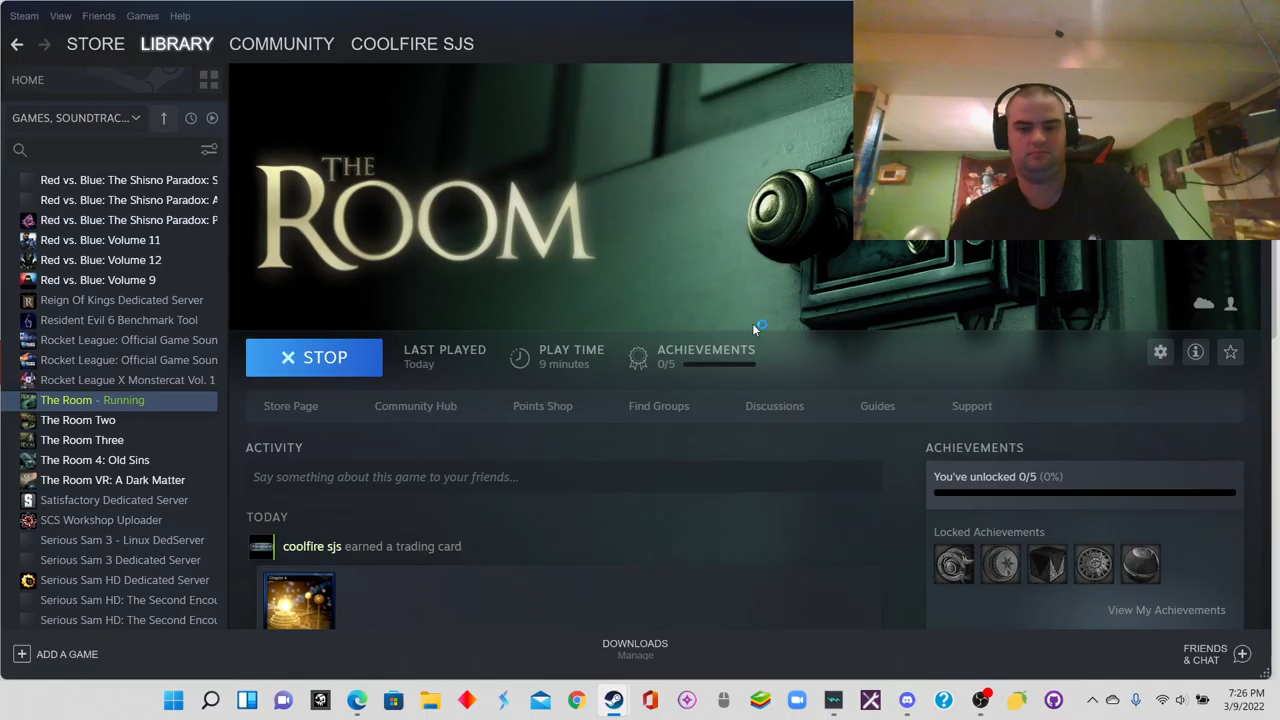 Steam View Friends Games Help
STORE LIBRARY COMMUNITY COOLFIRE SJS
HOME
GAMES, SOUNDTRAC...
Red vs. Blue: The Shisno Paradox: S
Red vs. Blue: The Shisno Paradox: A
Red vs. Blue: The Shisno Paradox: P
Red vs. Blue: Volume 11
Red vs. Blue: Volume 12
Red vs. Blue: Volume 9
Reign Of Kings Dedicated Server
Resident Evil 6 Benchmark Tool
Rocket League: Official Game Soun
Rocket League: Official Game Soun
Rocket League X Monstercat Vol. 1
The Room - Running
The Room Two
The Room Three
The Room 4: Old Sins
The Room VR: A Dark Matter
Satisfactory Dedicated Server
SCS Workshop Uploader
Serious Sam 3 - Linux DedServer
Serious Sam 3 Dedicated Server
Serious Sam HD Dedicated Server
Serious Sam HD: The Second Encou
Serious Sam HD: The Second Encou
ADD A GAME
THE
ROOM
STOP
LAST PLAYED
Today
PLAY TIME
9 minutes
ACHIEVEMENTS
0/5
Store Page Community Hub Points Shop Find Groups Discussions Guides Support
ACTIVITY
Say something about this game to your friends...
TODAY
coolfire sjs earned a trading card
Chapter 4
ACHIEVEMENTS
You've unlocked 0/5 (0%)
Locked Achievements
View My Achievements
DOWNLOADS
Manage
FRIENDS
& CHAT
7:26 PM
3/9/2022